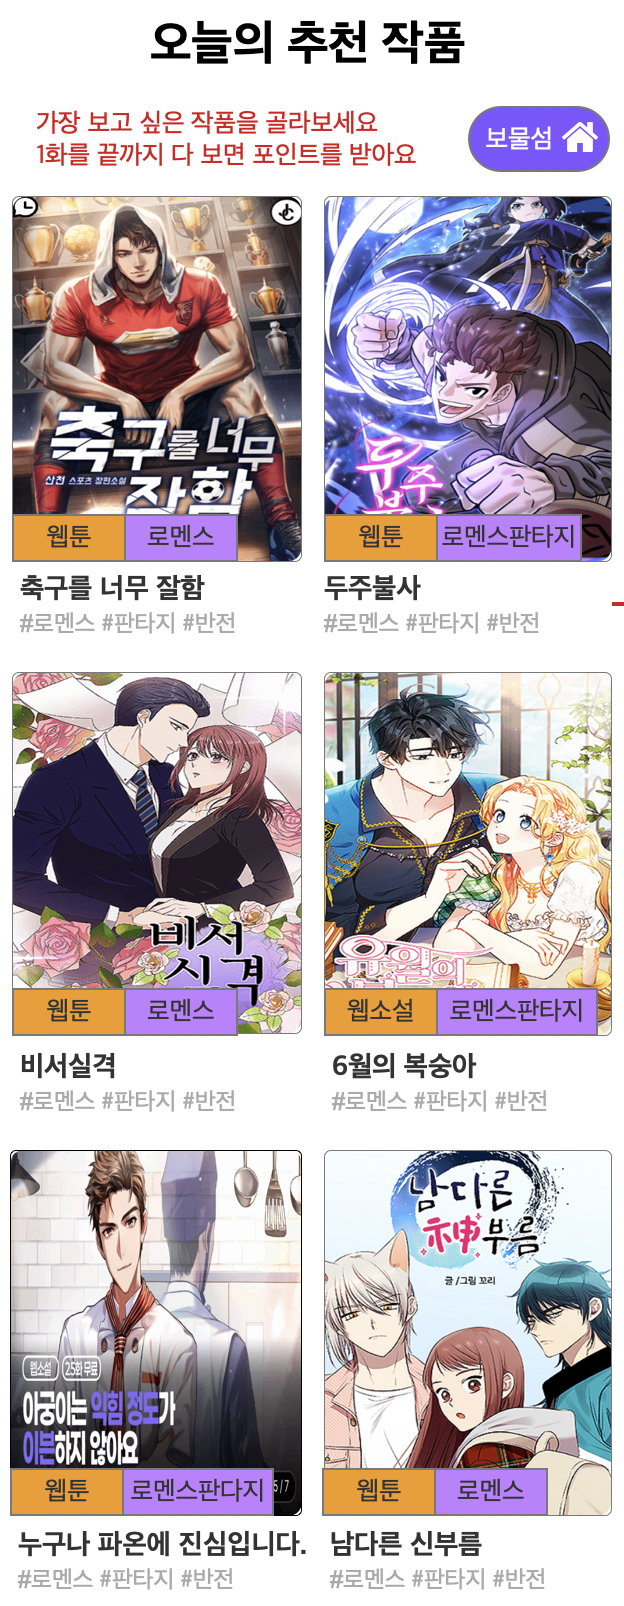 오늘의 추천 작품
가장 보고 싶은 작품을 골라보세요
1화를 끝까지 다 보면 포인트를 받아요
보물섬
축구를 너무
잘함
산천 스포츠 장편소설
웹툰 로멘스
축구를 너무 잘함
#로멘스 #판타지 #반전
두주
웹툰 로멘스판타지
두주불사
#로멘스 #판타지 #반전
비서
시격
웹툰 로멘스
비서실격
#로멘스 #판타지 #반전
유월의
웹소설 로멘스판타지
6월의 복숭아
#로멘스 #판타지 #반전
웹소설 25화 무료
아궁이는 익힘 정도가
이븐하지 않아요
웹툰 로멘스판다지
누구나 파온에 진심입니다.
#로멘스 #판타지 #반전
남다른
神부름
글/그림 꼬리
웹툰 로멘스
남다른 신부름
#로멘스 #판타지 #반전